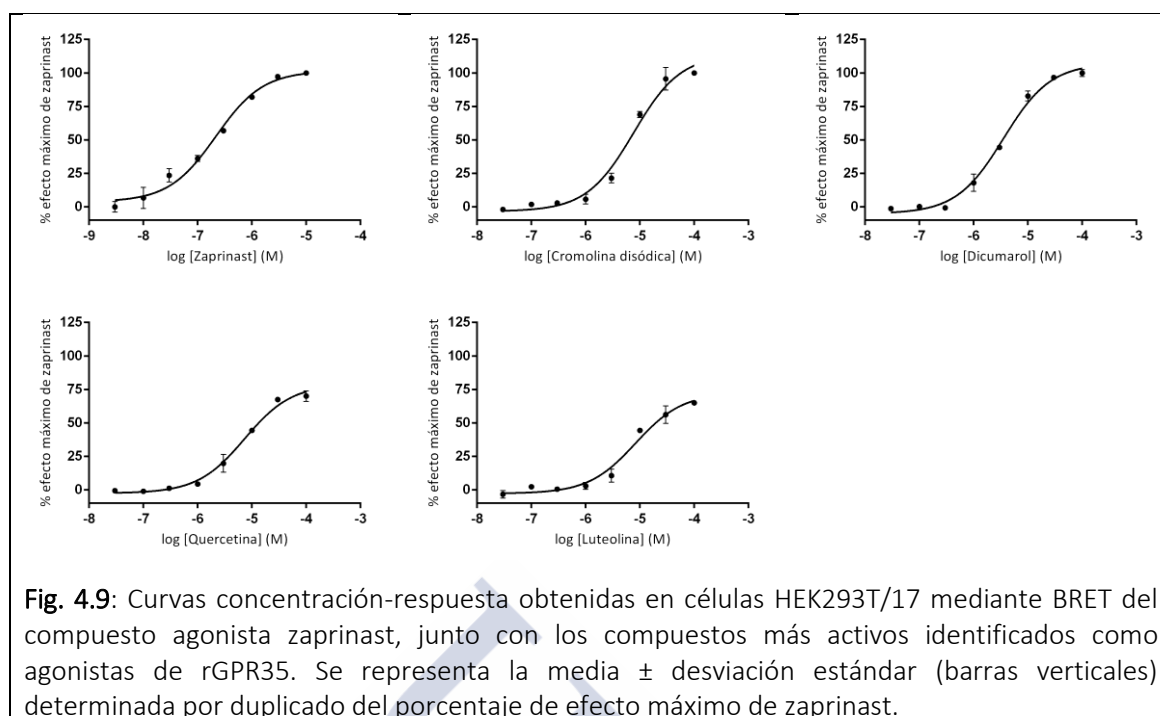 125
100
75
50
25
0
% efecto máximo de zaprinast
-9 -8 -7 -6 -5 -4
log [Zaprinast] (M)
125
100
75
50
25
0
% efecto máximo de zaprinast
-8 -7 -6 -5 -4 -3
log [Cromolina disódica] (M)
125
100
75
50
25
0
% efecto máximo de zaprinast
-8 -7 -6 -5 -4 -3
log [Dicumarol] (M)
125
100
75
50
25
0
% efecto máximo de zaprinast
-8 -7 -6 -5 -4 -3
log [Quercetina] (M)
125
100
75
50
25
0
% efecto máximo de zaprinast
-8 -7 -6 -5 -4 -3
log [Luteolina] (M)
Fig. 4.9: Curvas concentración-respuesta obtenidas en células HEK293T/17 mediante BRET del
compuesto agonista zaprinast, junto con los compuestos más activos identificados como
agonistas de rGPR35. Se representa la media ± desviación estándar (barras verticales)
determinada por duplicado del porcentaje de efecto máximo de zaprinast.